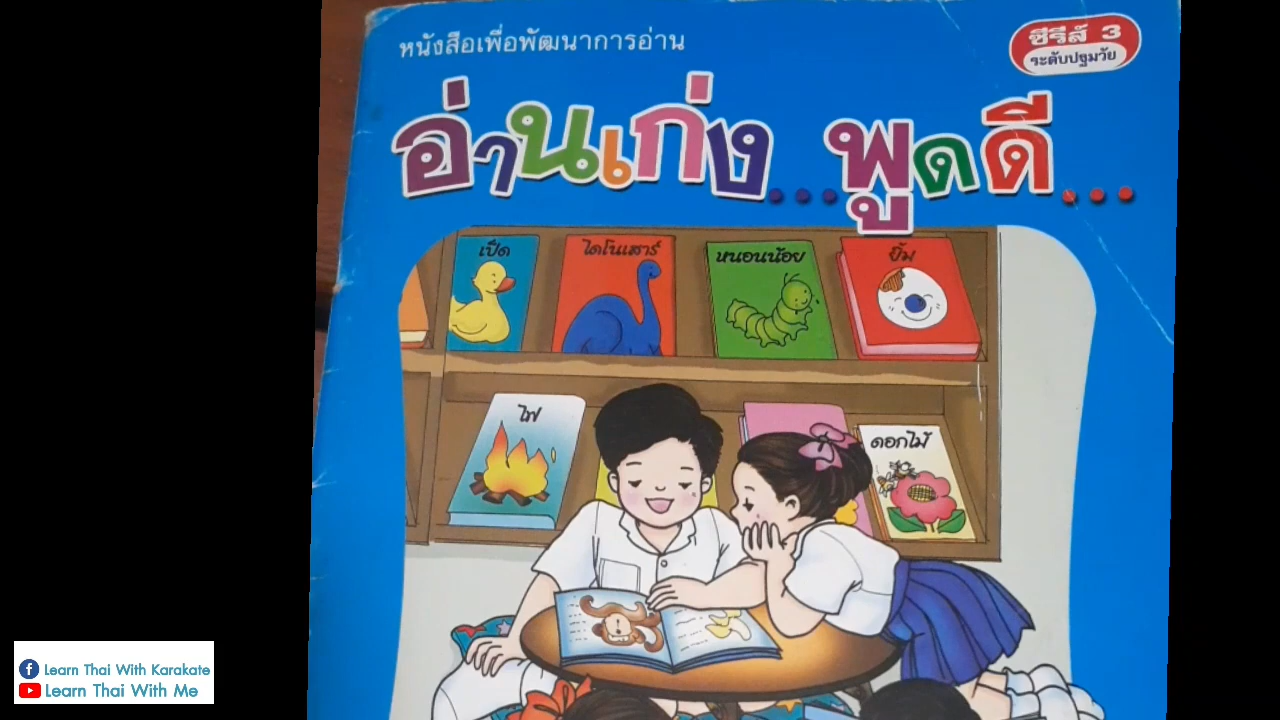 หนังสือเพื่อพัฒนาการอ่าน
ซีรีส์ 3
ระดับปฐมวัย
อ่านเก่ง...พูดดี...
เป็ด
ไดโนเสาร์
หนอนน้อย
ยิ้ม
ไฟ
ดอกไม้
Learn Thai With Karakate
Learn Thai With Me